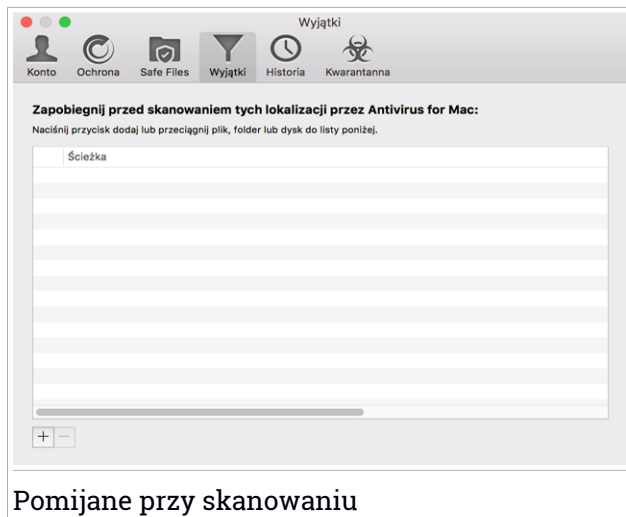 Wyjątki
Konto Ochrona Safe Files Wyjątki Historia Kwarantanna
Zapobiegnij przed skanowaniem tych lokalizacji przez Antivirus for Mac:
Naciśnij przycisk dodaj lub przeciągnij plik, folder lub dysk do listy poniżej.
Ścieżka
Pomijane przy skanowaniu